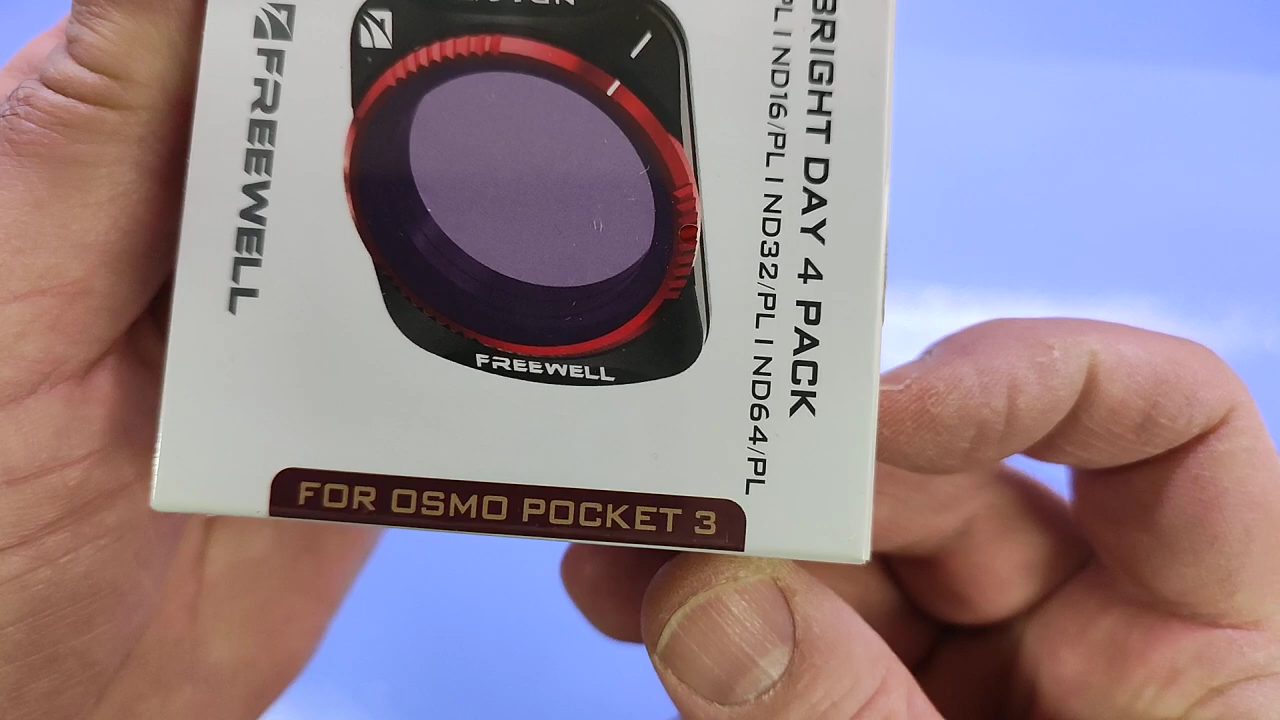 FREEWELL
BRIGHT DAY 4 PACK
PL | ND16/PL | ND32/PL | ND64/PL
FREEWELL
FOR OSMO POCKET 3